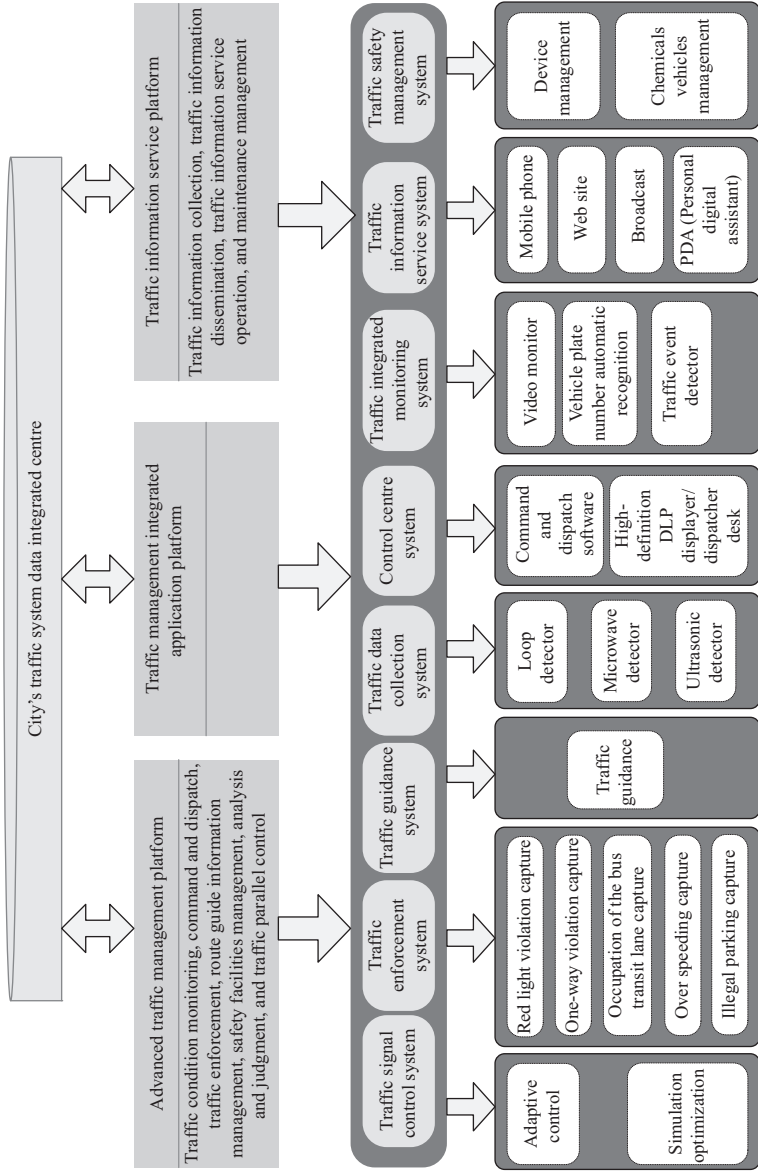 City's traffic system data integrated centre
Advanced traffic management platform
Traffic condition monitoring, command and dispatch,
traffic enforcement, route guide information
management, safety facilities management, analysis
and judgment, and traffic parallel control
Traffic management integrated
application platform
Traffic information service platform
Traffic information collection, traffic information
dissemination, traffic information service
operation, and maintenance management
Traffic signal
control system
Traffic
enforcement
system
Traffic guidance
system
Traffic data
collection
system
Control centre
system
Traffic integrated
monitoring
system
Traffic
information
service system
Traffic safety
management
system
Adaptive
control
Simulation
optimization
Red light violation capture
One-way violation capture
Occupation of the bus
transit lane capture
Over speeding capture
Illegal parking capture
Traffic
guidance
Loop
detector
Microwave
detector
Ultrasonic
detector
Command
and
dispatch
software
High-
definition
DLP
displayer/
dispatcher
desk
Video monitor
Vehicle plate
number automatic
recognition
Traffic event
detector
Mobile phone
Web site
Broadcast
PDA (Personal
digital
assistant)
Device
management
Chemicals
vehicles
management